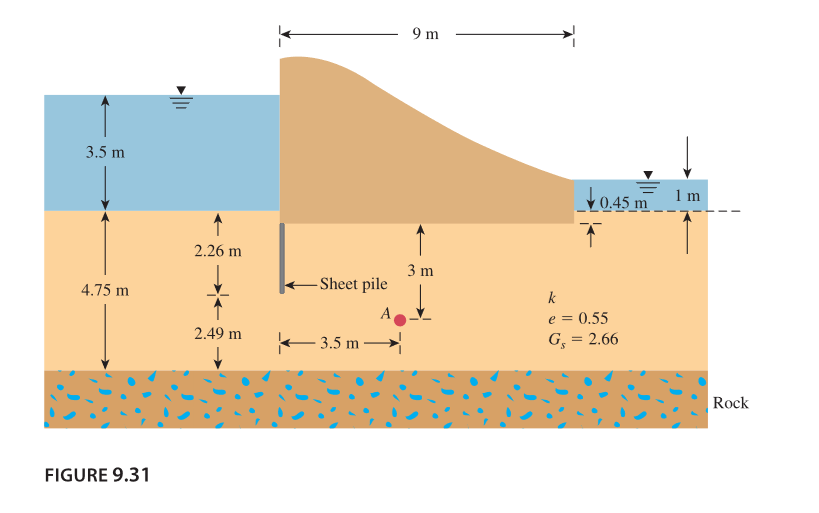 9 m
3.5 m
1 m
0.45 m
2.26 m
3 m
4.75 m
Sheet pile
k
A
e = 0.55
2.49 m
3.5 m
Gₛ = 2.66
Rock
FIGURE 9.31